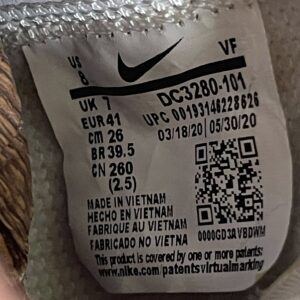 US 8 VF
UK 7 DC3280-101
EUR 41 UPC 00193146228626
cm 26 03/18/20 05/30/20
BR 39.5
CN 260
(2.5)
MADE IN VIETNAM
HECHO EN VIETNAM
FABRIQUE AU VIETNAM
FABRICADO NO VIETNA
0000GD3AVBDWH
This product is covered by one or more patents:
www.nike.com/patentsvirtualmarking